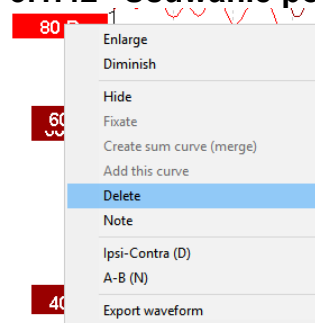 80
Enlarge
Diminish
Hide
60
Fixate
Create sum curve (merge)
Add this curve
Delete
Note
Ipsi-Contra (D)
A-B (N)
40
Export waveform